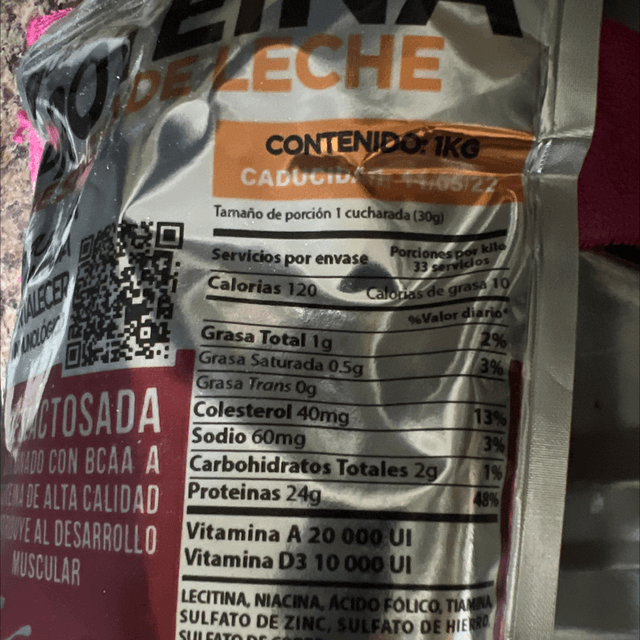 DE LECHE
CONTENIDO: 1KG
CADUCIDAD:
Tamaño de porción 1 cucharada (30g)
Servicios por envase Porciones por kilo
33 servicios
Calorías 120 Calorías de grasa 10
%Valor diario*
Grasa Total 1g 2%
Grasa Saturada 0.5g 3%
Grasa Trans 0g
Colesterol 40mg 13%
Sodio 60mg 3%
Carbohidratos Totales 2g 1%
Proteinas 24g 48%
Vitamina A 20 000 UI
Vitamina D3 10 000 UI
LECITINA, NIACINA, ÁCIDO FÓLICO, TIAMINA
SULFATO DE ZINC, SULFATO DE HIERRO,
CON BCAA A
DE ALTA CALIDAD
AL DESARROLLO
MUSCULAR